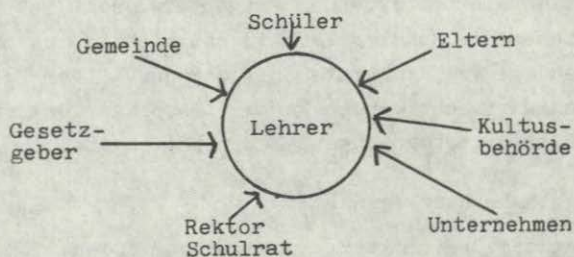 Schüler
Gemeinde
Eltern
Gesetz-
geber
Lehrer
Kultus-
behörde
Rektor
Schulrat
Unternehmen